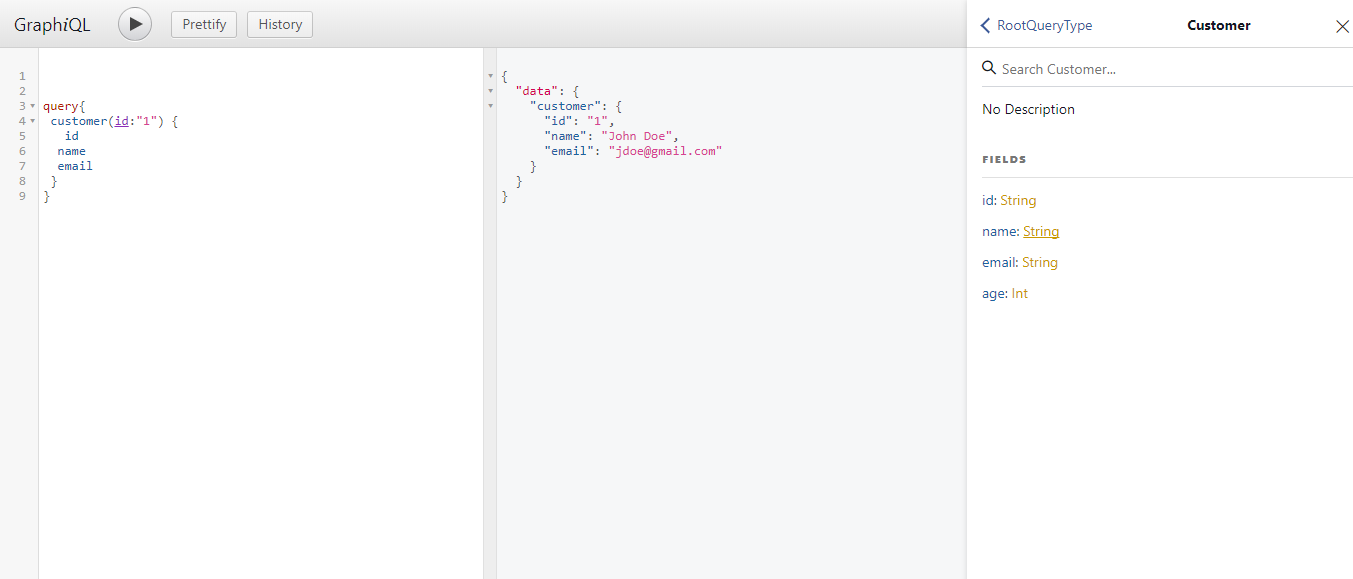 GraphiQL
Prettify
History
1
2
3 query{
4 customer(id:"1") {
5 id
6 name
7 email
8 }
9 }
{
"data": {
"customer": {
"id": "1",
"name": "John Doe",
"email": "jdoe@gmail.com"
}
}
}
RootQueryType
Customer
Search Customer...
No Description
FIELDS
id: String
name: String
email: String
age: Int